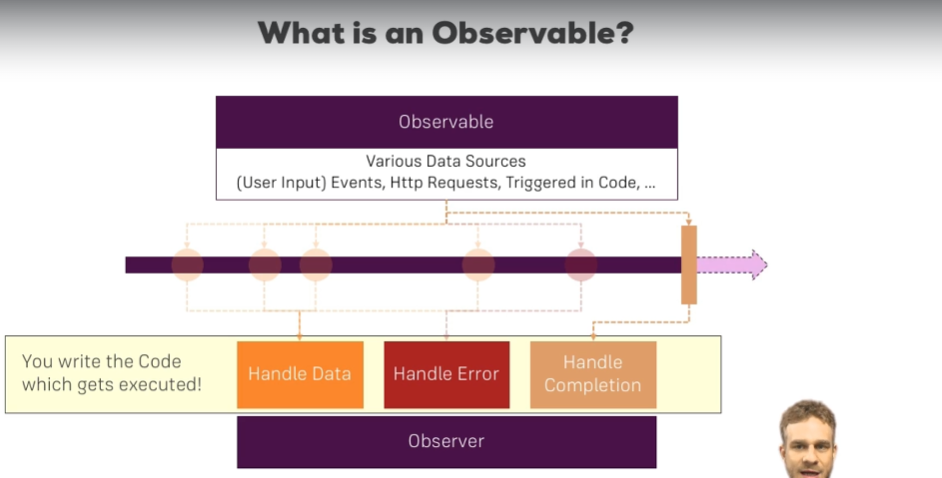 What is an Observable?
Observable
Various Data Sources
(User Input) Events, Http Requests, Triggered in Code, ...
You write the Code
which gets executed!
Handle Data
Handle Error
Handle
Completion
Observer